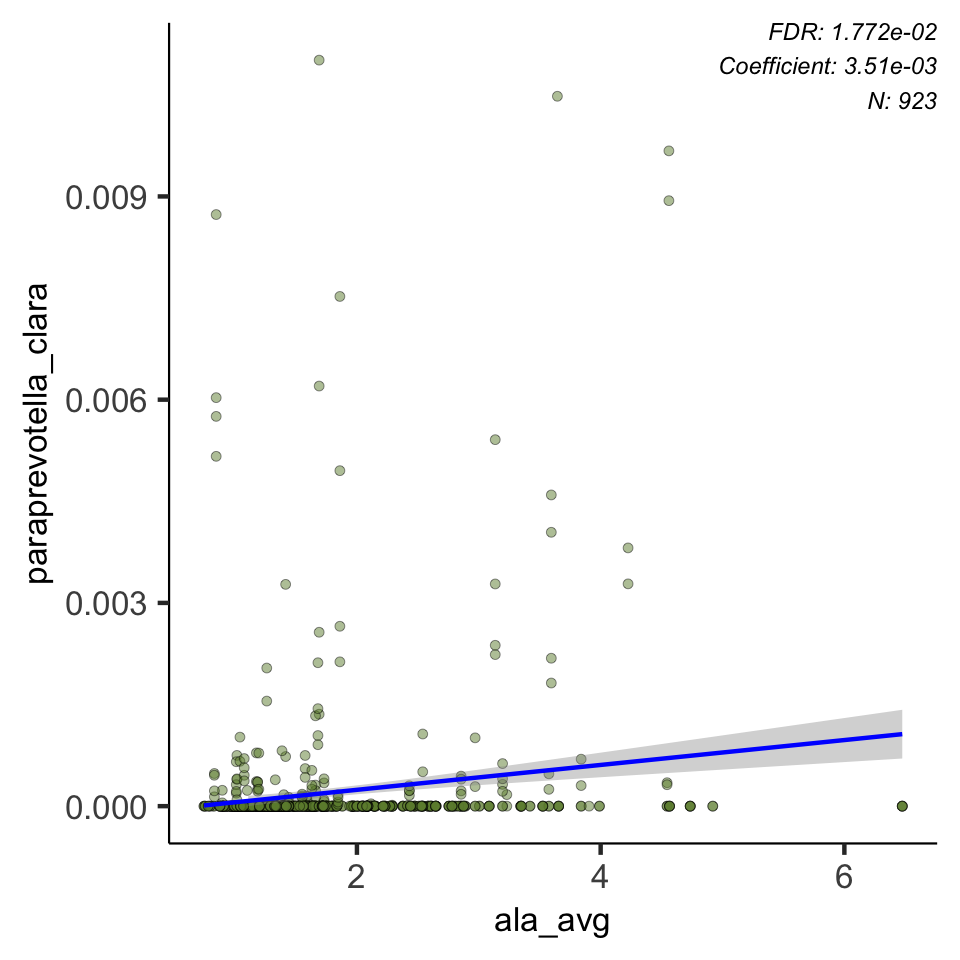 FDR: 1.772e-02
Coefficient: 3.51e-03
N: 923
paraprevotella_clara
0.009
0.006
0.003
0.000
2
4
6
ala_avg